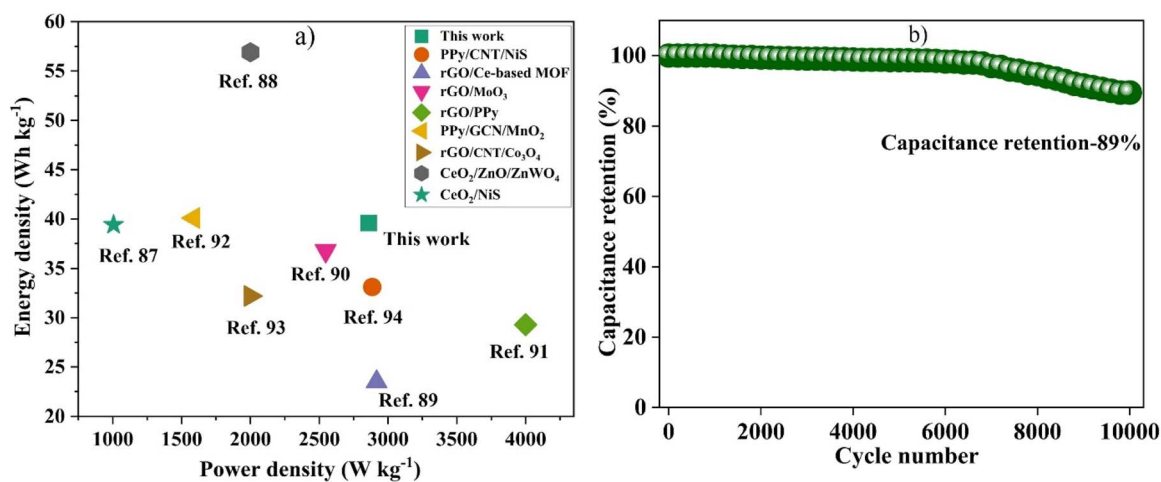 a)
Energy density (Wh kg⁻¹)
60
55
50
45
40
35
30
25
20
This work
PPy/CNT/NiS
rGO/Ce-based MOF
rGO/MoO₃
rGO/PPy
PPy/GCN/MnO₂
rGO/CNT/Co₃O₄
CeO₂/ZnO/ZnWO₄
CeO₂/NiS
Ref. 88
Ref. 87
Ref. 92
This work
Ref. 90
Ref. 93
Ref. 94
Ref. 91
Ref. 89
1000 1500 2000 2500 3000 3500 4000
Power density (W kg⁻¹)
b)
Capacitance retention (%)
100
80
60
40
20
0
Capacitance retention-89%
0 2000 4000 6000 8000 10000
Cycle number